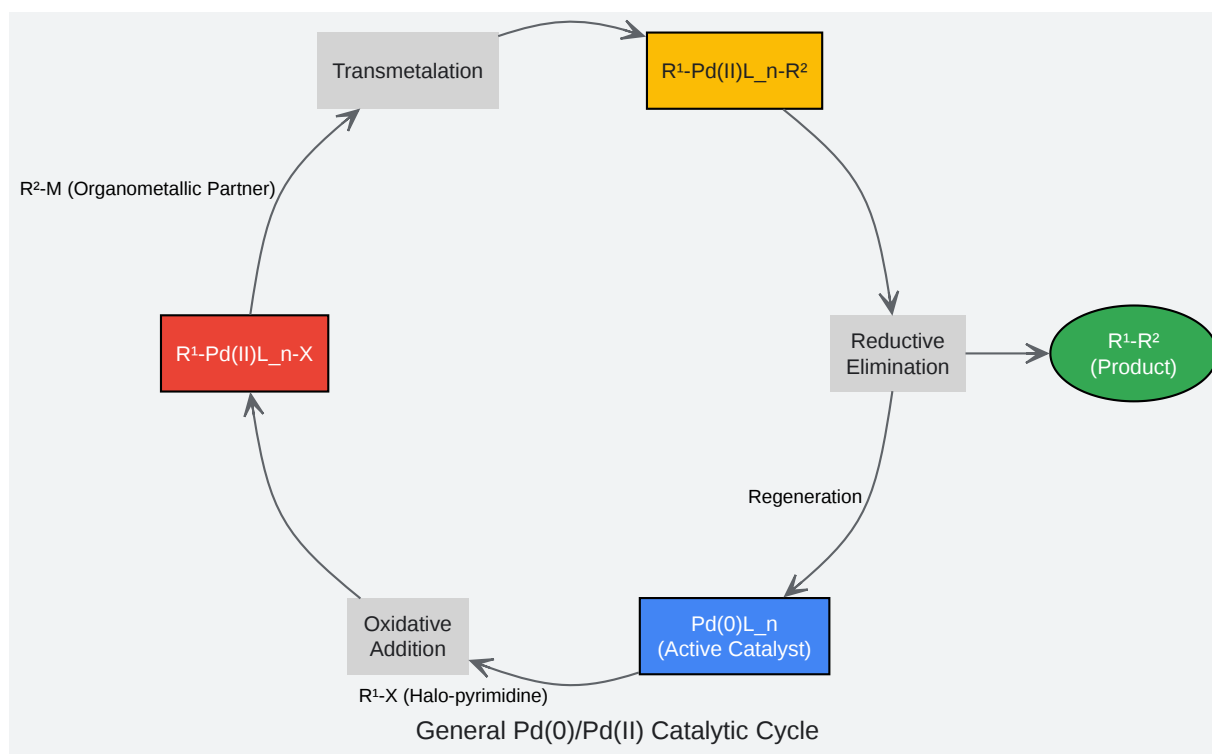 Transmetalation
R¹-Pd(II)L_n-R²
R²-M (Organometallic Partner)
R¹-Pd(II)L_n-X
Reductive
Elimination
R¹-R²
(Product)
Regeneration
Oxidative
Addition
Pd(0)L_n
(Active Catalyst)
R¹-X (Halo-pyrimidine)
General Pd(0)/Pd(II) Catalytic Cycle